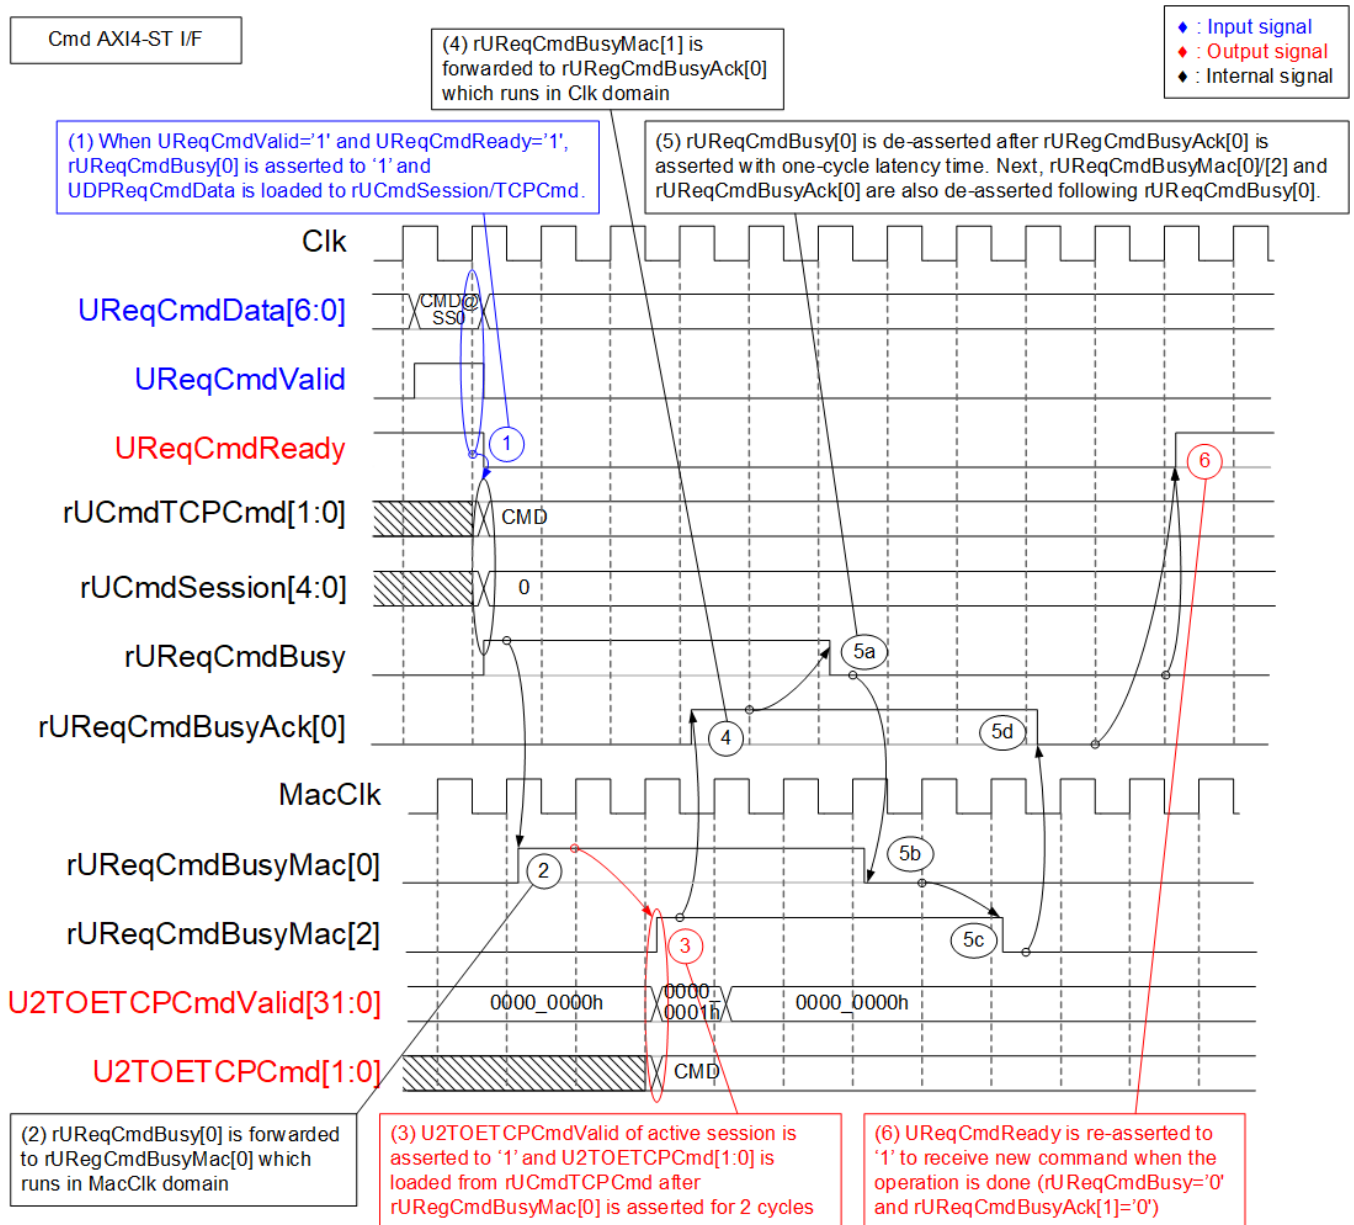 Cmd AXI4-ST I/F
(4) rUReqCmdBusyMac[1] is
forwarded to rURegCmdBusyAck[0]
which runs in Clk domain
♦ : Input signal
♦ : Output signal
♦ : Internal signal
(1) When UReqCmdValid='1' and UReqCmdReady='1',
rUReqCmdBusy[0] is asserted to ‘1’ and
UDPReqCmdData is loaded to rUCmdSession/TCPCmd.
(5) rUReqCmdBusy[0] is de-asserted after rURegCmdBusyAck[0] is
asserted with one-cycle latency time. Next, rUReqCmdBusyMac[0]/[2] and
rUReqCmdBusyAck[0] are also de-asserted following rUReqCmdBusy[0].
Clk
UReqCmdData[6:0]
CMD@
SS0
UReqCmdValid
UReqCmdReady
1
6
rUCmdTCPCmd[1:0]
CMD
rUCmdSession[4:0]
0
rUReqCmdBusy
5a
rUReqCmdBusyAck[0]
4
5d
MacClk
rUReqCmdBusyMac[0]
2
5b
rUReqCmdBusyMac[2]
3
5c
U2TOETCPCmdValid[31:0]
0000_0000h
0000_
0001h
0000_0000h
U2TOETCPCmd[1:0]
CMD
(2) rUReqCmdBusy[0] is forwarded
to rURegCmdBusyMac[0] which
runs in MacClk domain
(3) U2TOETCPCmdValid of active session is
asserted to ‘1’ and U2TOETCPCmd[1:0] is
loaded from rUCmdTCPCmd after
rURegCmdBusyMac[0] is asserted for 2 cycles
(6) UReqCmdReady is re-asserted to
‘1’ to receive new command when the
operation is done (rUReqCmdBusy='0'
and rUReqCmdBusyAck[1]='0')